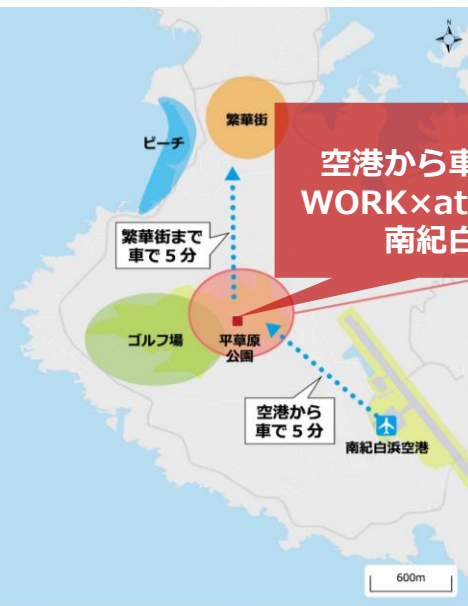 N
繁華街
ビーチ
空港から車
WORK×at
南紀白
繁華街まで
車で5分
ゴルフ場
平草原
公園
空港から
車で5分
南紀白浜空港
600m